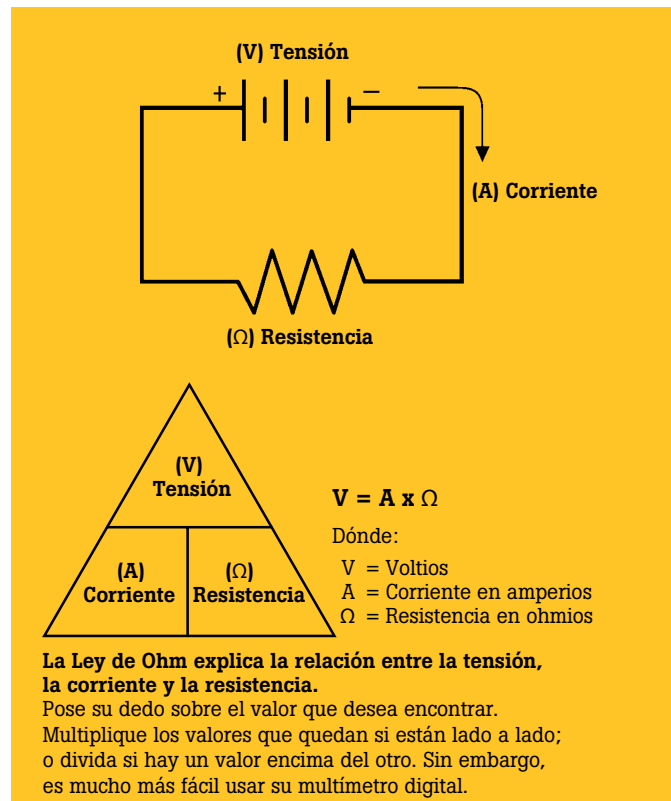 (V) Tensión
+ −
(A) Corriente
(Ω) Resistencia
(V)
Tensión
(A)
Corriente
(Ω)
Resistencia
V = A x Ω
Dónde:
V = Voltios
A = Corriente en amperios
Ω = Resistencia en ohmios
La Ley de Ohm explica la relación entre la tensión,
la corriente y la resistencia.
Pose su dedo sobre el valor que desea encontrar.
Multiplique los valores que quedan si están lado a lado;
o divida si hay un valor encima del otro. Sin embargo,
es mucho más fácil usar su multímetro digital.